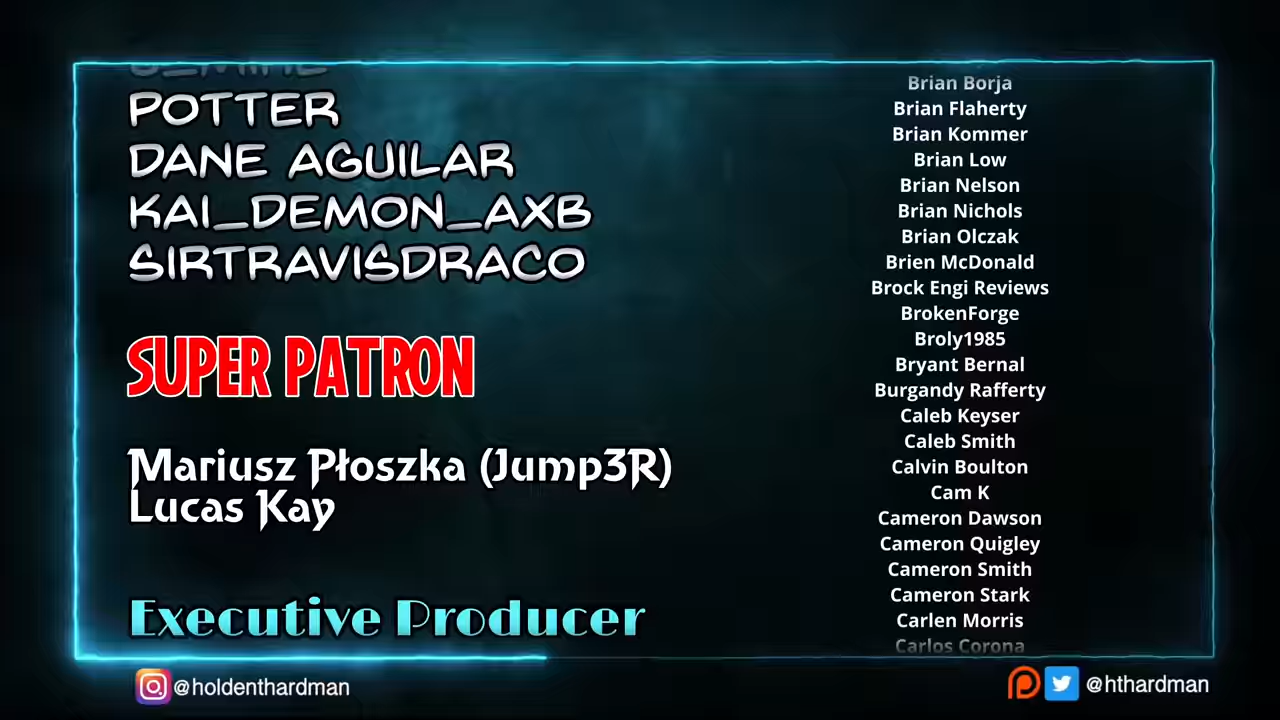 POTTER
DANE AGUILAR
KAI_DEMON_AXB
SIRTRAVISDRACO
SUPER PATRON
Mariusz Płoszka (Jump3R)
Lucas Kay
Executive Producer
Brian Borja
Brian Flaherty
Brian Kommer
Brian Low
Brian Nelson
Brian Nichols
Brian Olczak
Brien McDonald
Brock Engi Reviews
BrokenForge
Broly1985
Bryant Bernal
Burgandy Rafferty
Caleb Keyser
Caleb Smith
Calvin Boulton
Cam K
Cameron Dawson
Cameron Quigley
Cameron Smith
Cameron Stark
Carlen Morris
Carlos Corona
@holdenthardman
@hthardman